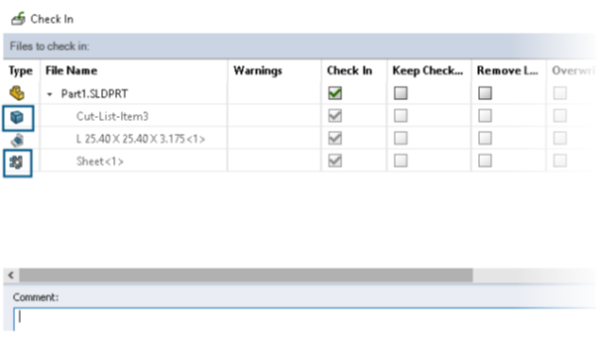 Check In
Files to check in:
Type File Name Warnings Check In Keep Check... Remove L... Overwri
Part1.SLDPRT
Cut-List-Item3
L 25.40 X 25.40 X 3.175<1>
Sheet<1>
Comment: